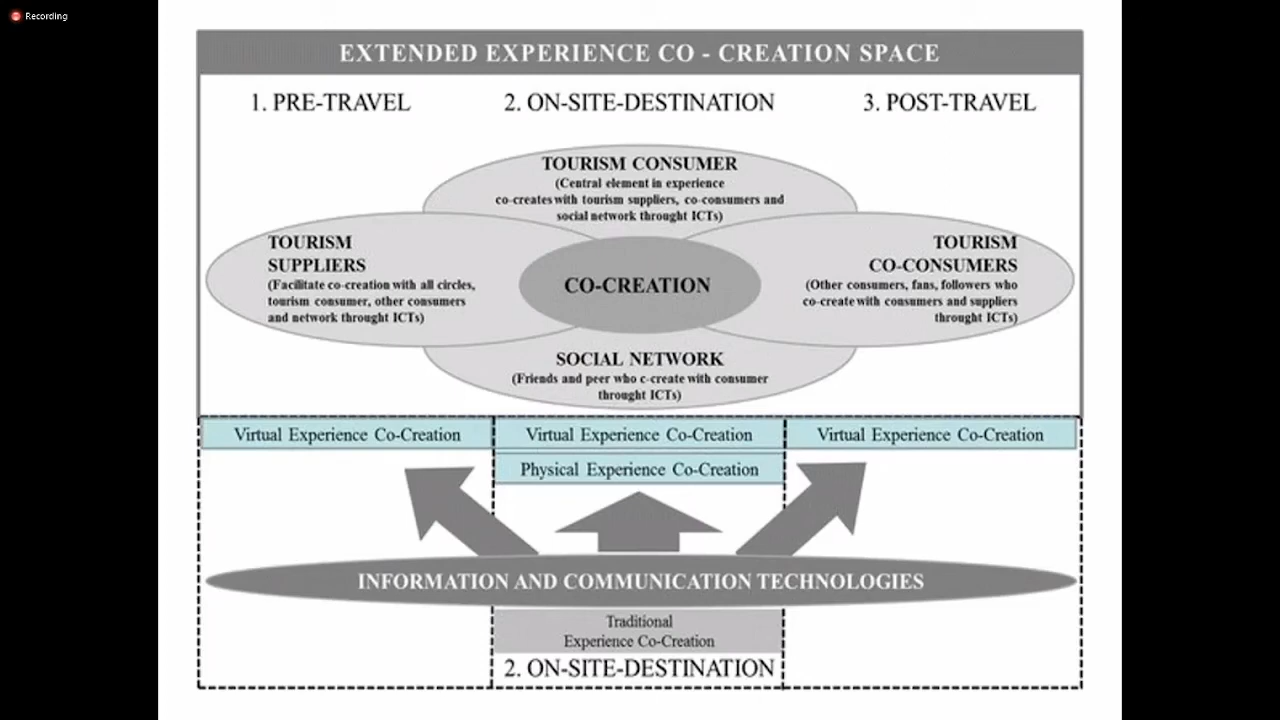 Recording
EXTENDED EXPERIENCE CO - CREATION SPACE
1. PRE-TRAVEL
2. ON-SITE-DESTINATION
3. POST-TRAVEL
TOURISM CONSUMER
(Central element in experience
co-creates with tourism suppliers, co-consumers and
social network throught ICTs)
TOURISM
SUPPLIERS
(Facilitate co-creation with all circles,
tourism consumer, other consumers
and network throught ICTs)
CO-CREATION
TOURISM
CO-CONSUMERS
(Other consumers, fans, followers who
co-create with consumers and suppliers
throught ICTs)
SOCIAL NETWORK
(Friends and peer who c-create with consumer
throught ICTs)
Virtual Experience Co-Creation
Virtual Experience Co-Creation
Virtual Experience Co-Creation
Physical Experience Co-Creation
INFORMATION AND COMMUNICATION TECHNOLOGIES
Traditional
Experience Co-Creation
2. ON-SITE-DESTINATION